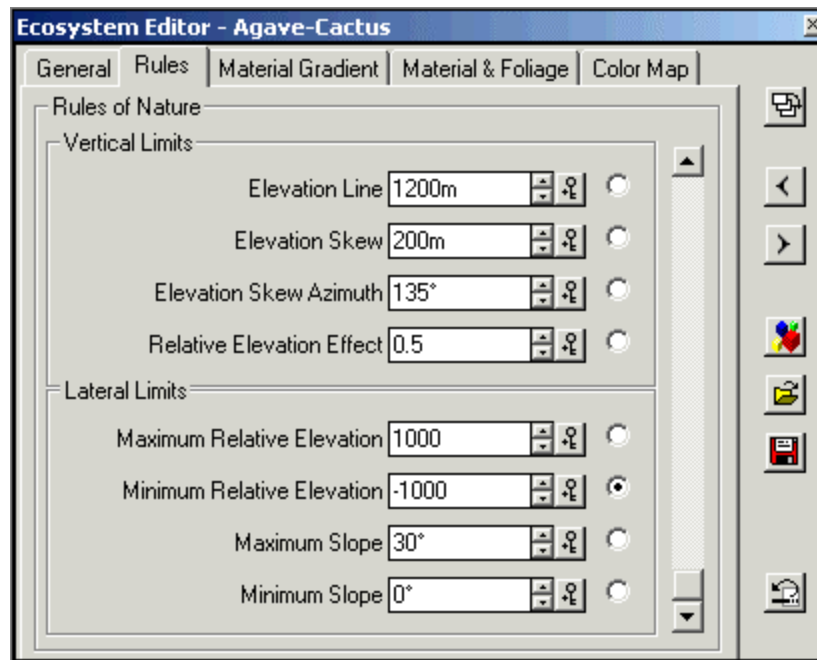 Ecosystem Editor - Agave-Cactus
General Rules Material Gradient Material & Foliage Color Map
Rules of Nature
Vertical Limits
Elevation Line 1200m
Elevation Skew 200m
Elevation Skew Azimuth 135°
Relative Elevation Effect 0.5
Lateral Limits
Maximum Relative Elevation 1000
Minimum Relative Elevation -1000
Maximum Slope 30°
Minimum Slope 0°